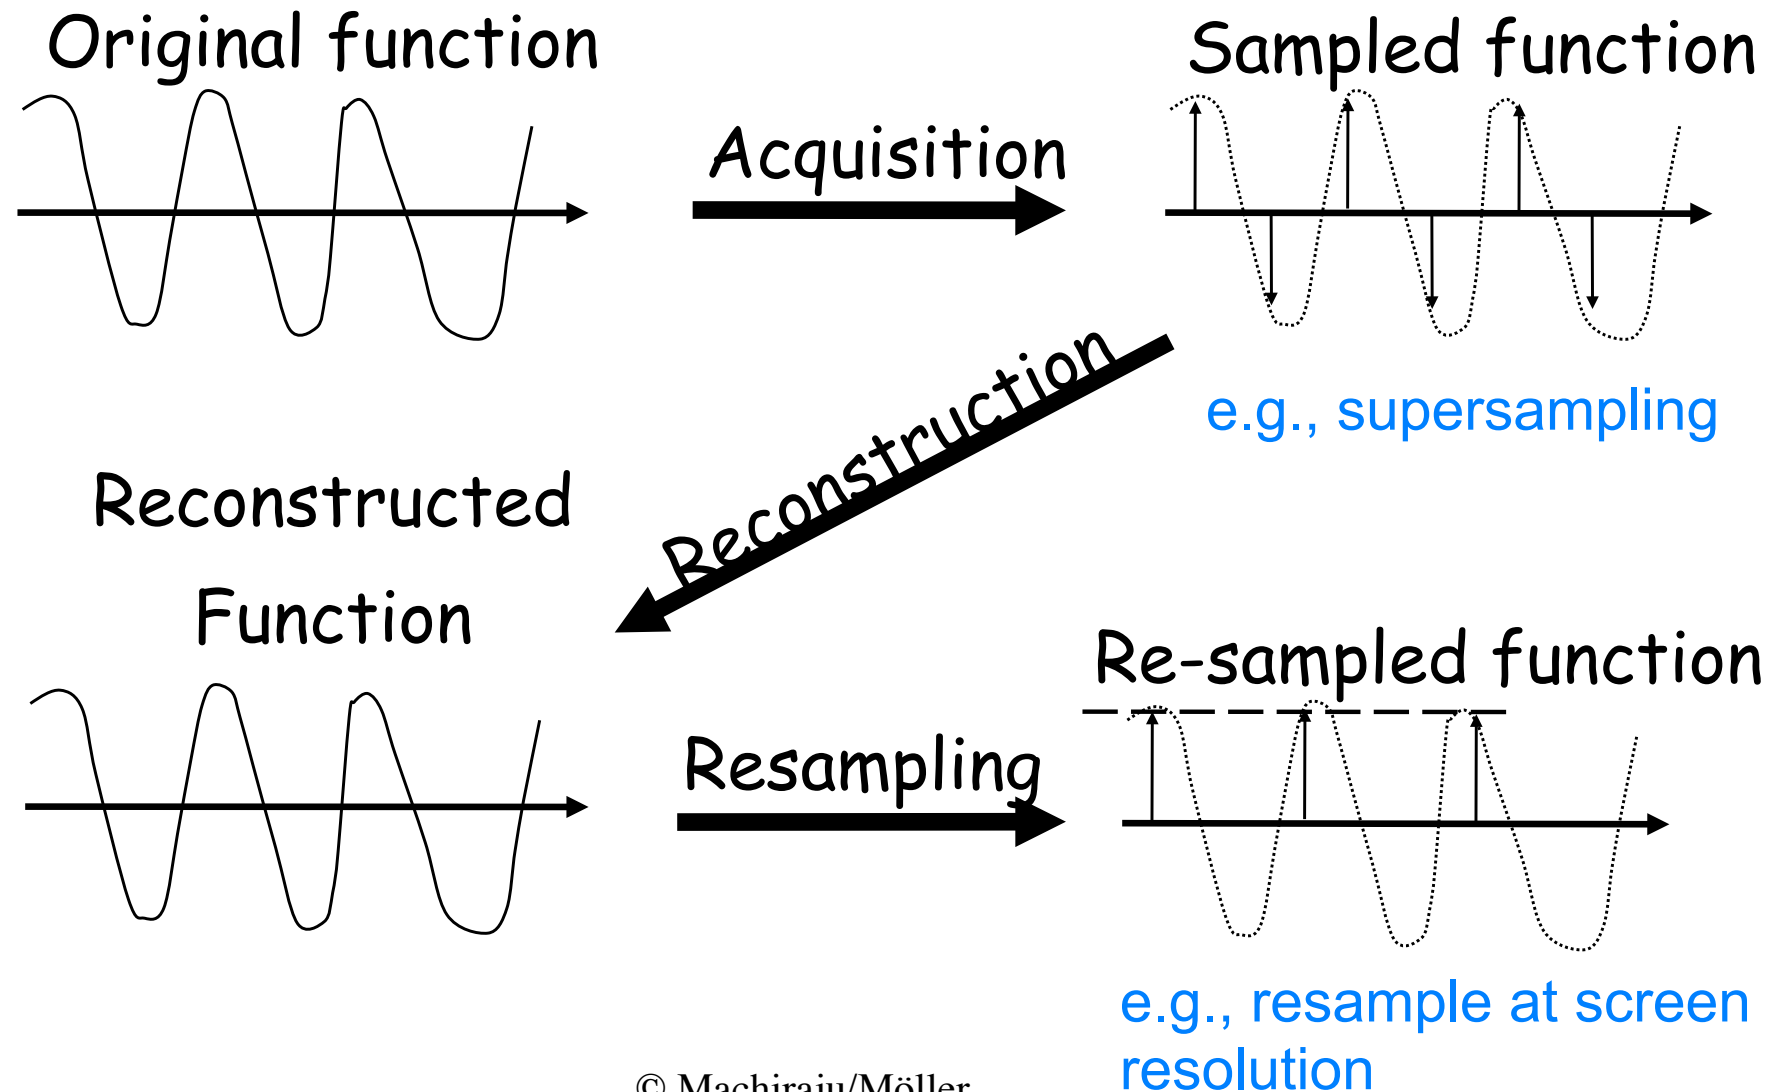 Original function
Sampled function
Acquisition
e.g., supersampling
Reconstruction
Reconstructed
Function
Re-sampled function
Resampling
e.g., resample at screen
resolution
© Machiraju/Möller